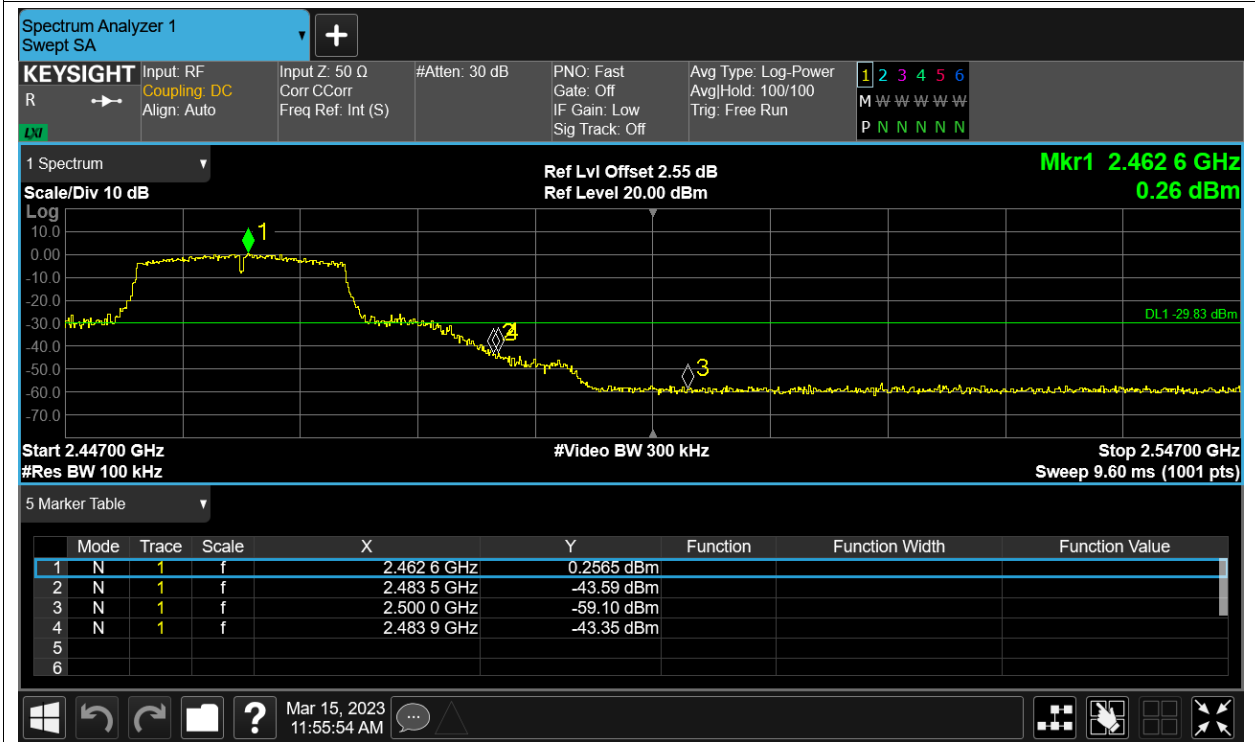 Spectrum Analyzer 1
Swept SA
+
KEYSIGHT Input: RF Input Z: 50 Ω #Atten: 30 dB PNO: Fast Avg Type: Log-Power 1 2 3 4 5 6
R Coupling: DC Corr CCorr Gate: Off Avg|Hold: 100/100 M W W W W W
Align: Auto Freq Ref: Int (S) IF Gain: Low Trig: Free Run
LXI Sig Track: Off P N N N N N
1 Spectrum Ref Lvl Offset 2.55 dB Mkr1 2.462 6 GHz
Scale/Div 10 dB Ref Level 20.00 dBm 0.26 dBm
Log
10.0
0.00
-10.0
-20.0
-30.0
-40.0
-50.0
-60.0
-70.0
1
2
4
3
DL1 -29.83 dBm
Start 2.44700 GHz #Video BW 300 kHz Stop 2.54700 GHz
#Res BW 100 kHz Sweep 9.60 ms (1001 pts)
5 Marker Table
Mode Trace Scale X Y Function Function Width Function Value
1 N 1 f 2.462 6 GHz 0.2565 dBm
2 N 1 f 2.483 5 GHz -43.59 dBm
3 N 1 f 2.500 0 GHz -59.10 dBm
4 N 1 f 2.483 9 GHz -43.35 dBm
5
6
? Mar 15, 2023
11:55:54 AM